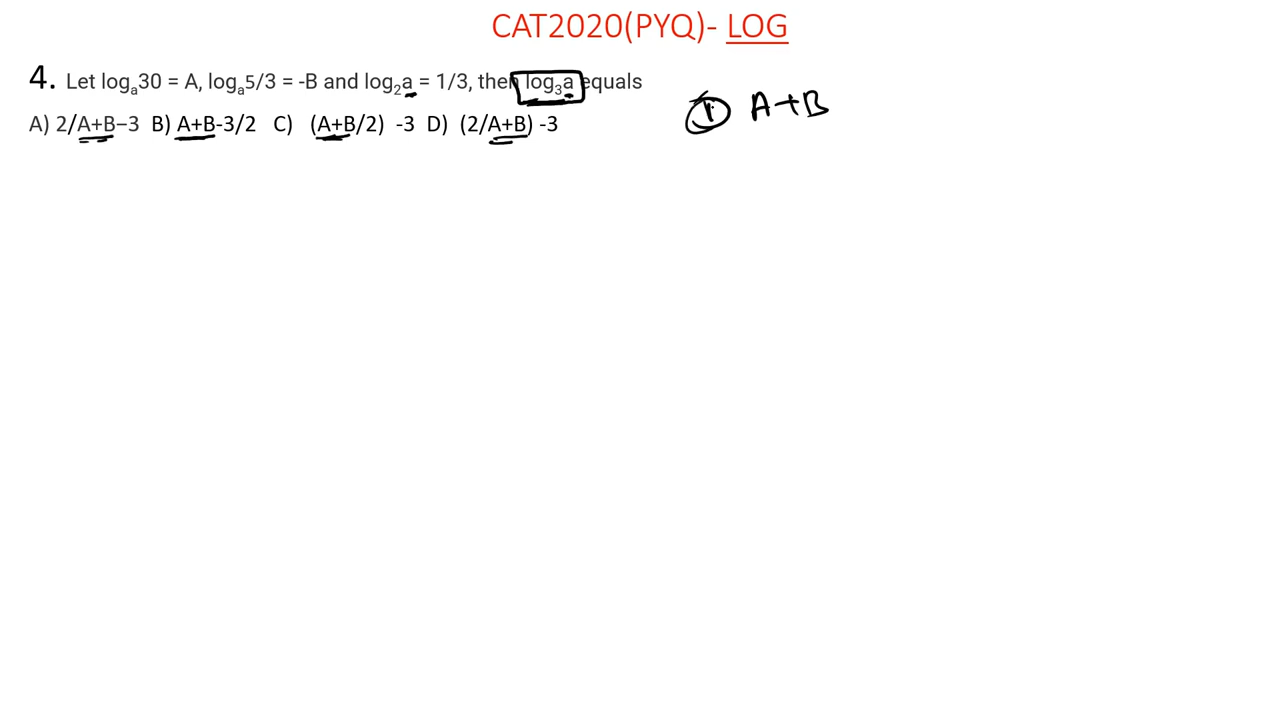 CAT2020(PYQ)- LOG
4. Let logₐ30 = A, logₐ5/3 = -B and log₂a = 1/3, then log₃a equals
A) 2/A+B−3 B) A+B-3/2 C) (A+B/2) -3 D) (2/A+B) -3
① A+B